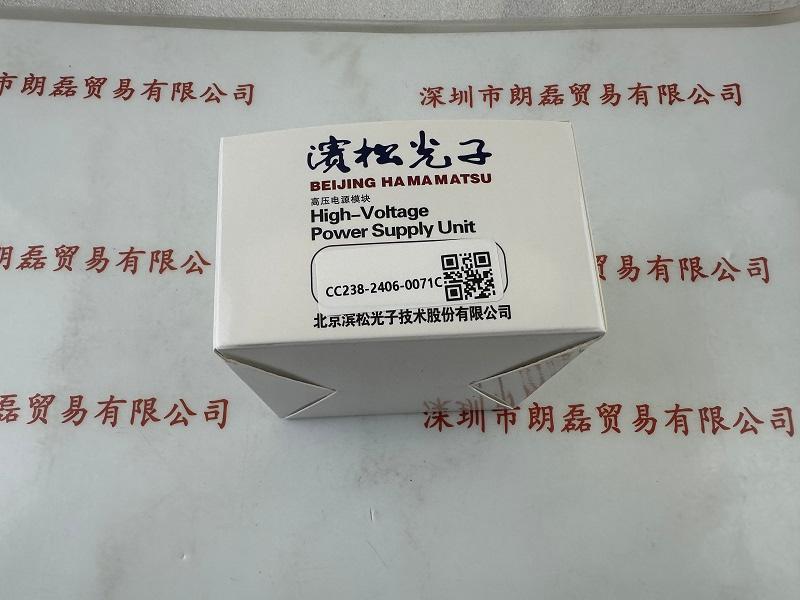 市朗磊贸易有限公司
深圳市朗磊贸易有限公司
濱松光子
BEIJING HAMAMATSU
高压电源模块
High-Voltage
Power Supply Unit
CC238-2406-0071C
北京滨松光子技术股份有限公司
朗磊贸易有限公司
磊贸易有限公司
磊贸易有限公司
深圳市朗磊贸易有限公司